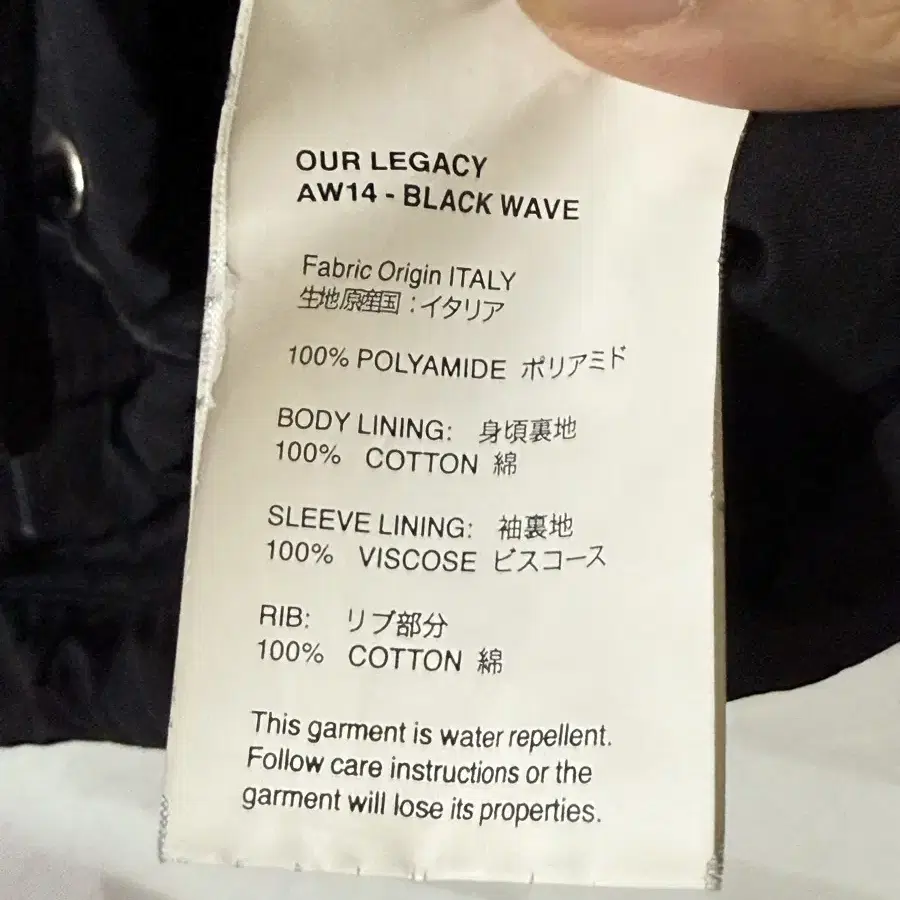 OUR LEGACY
AW14 - BLACK WAVE
Fabric Origin ITALY
生地原産国：イタリア
100% POLYAMIDE ポリアミド
BODY LINING: 身頃裏地
100% COTTON 綿
SLEEVE LINING: 袖裏地
100% VISCOSE ビスコース
RIB: リブ部分
100% COTTON 綿
This garment is water repellent.
Follow care instructions or the
garment will lose its properties.